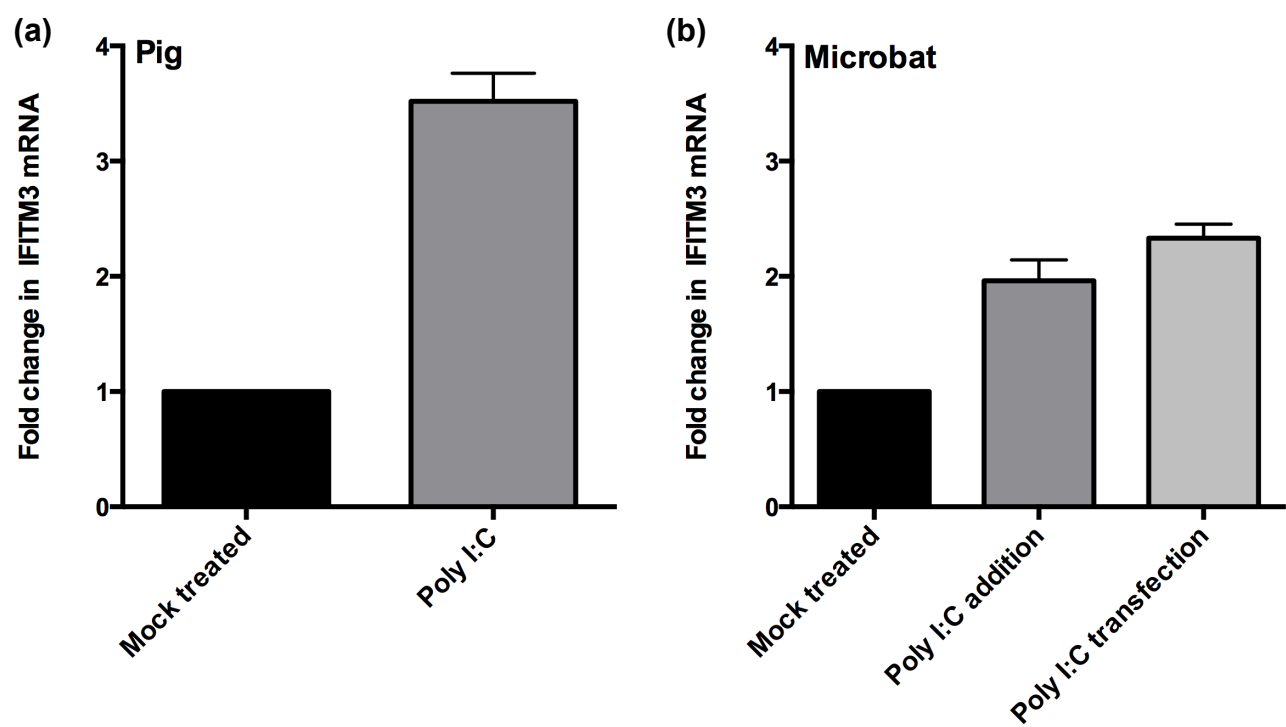 (a)
Pig
Fold change in IFITM3 mRNA
4
3
2
1
0
Mock treated
Poly I:C
(b)
Microbat
Fold change in IFITM3 mRNA
4
3
2
1
0
Mock treated
Poly I:C addition
Poly I:C transfection